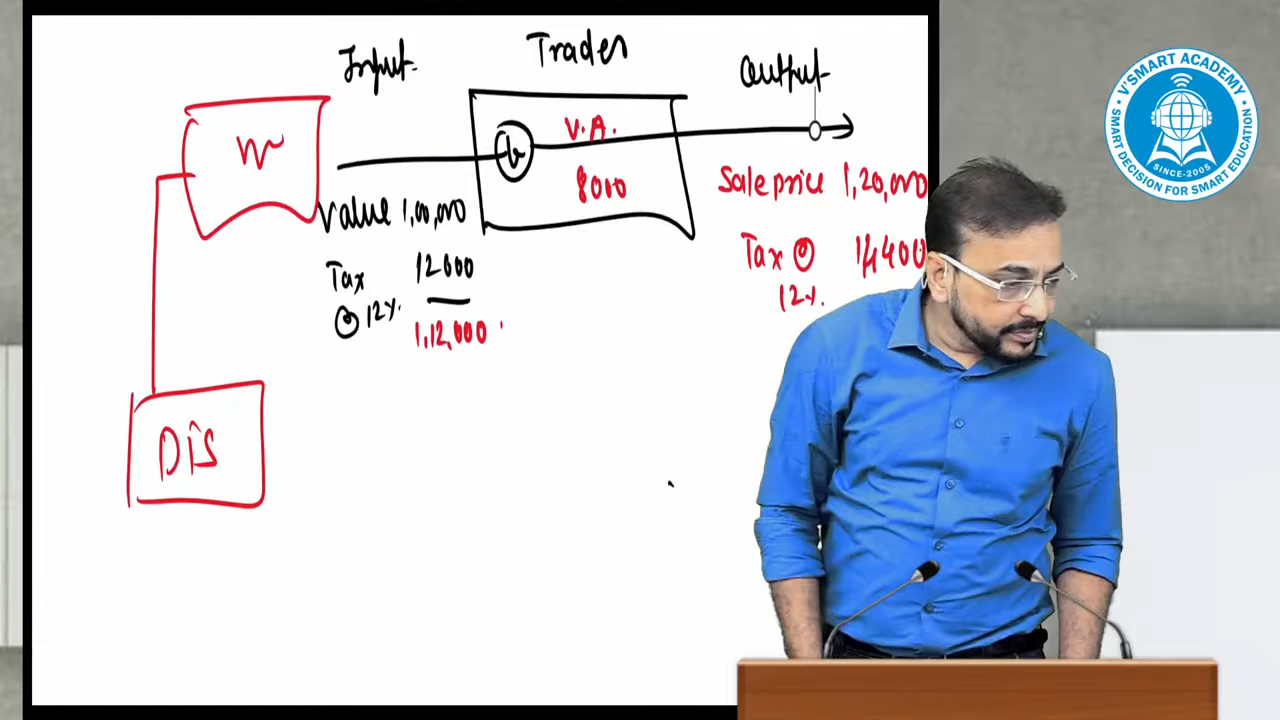 Input
Trader
Output
V.A.
8000
Value 1,00,000
Tax 12000
@ 12%.
1,12,000
Sale price 1,20,000
Tax @ 14400
12%.
DIS
V'SMART ACADEMY
SINCE-2005
SMART DECISION FOR SMART EDUCATION